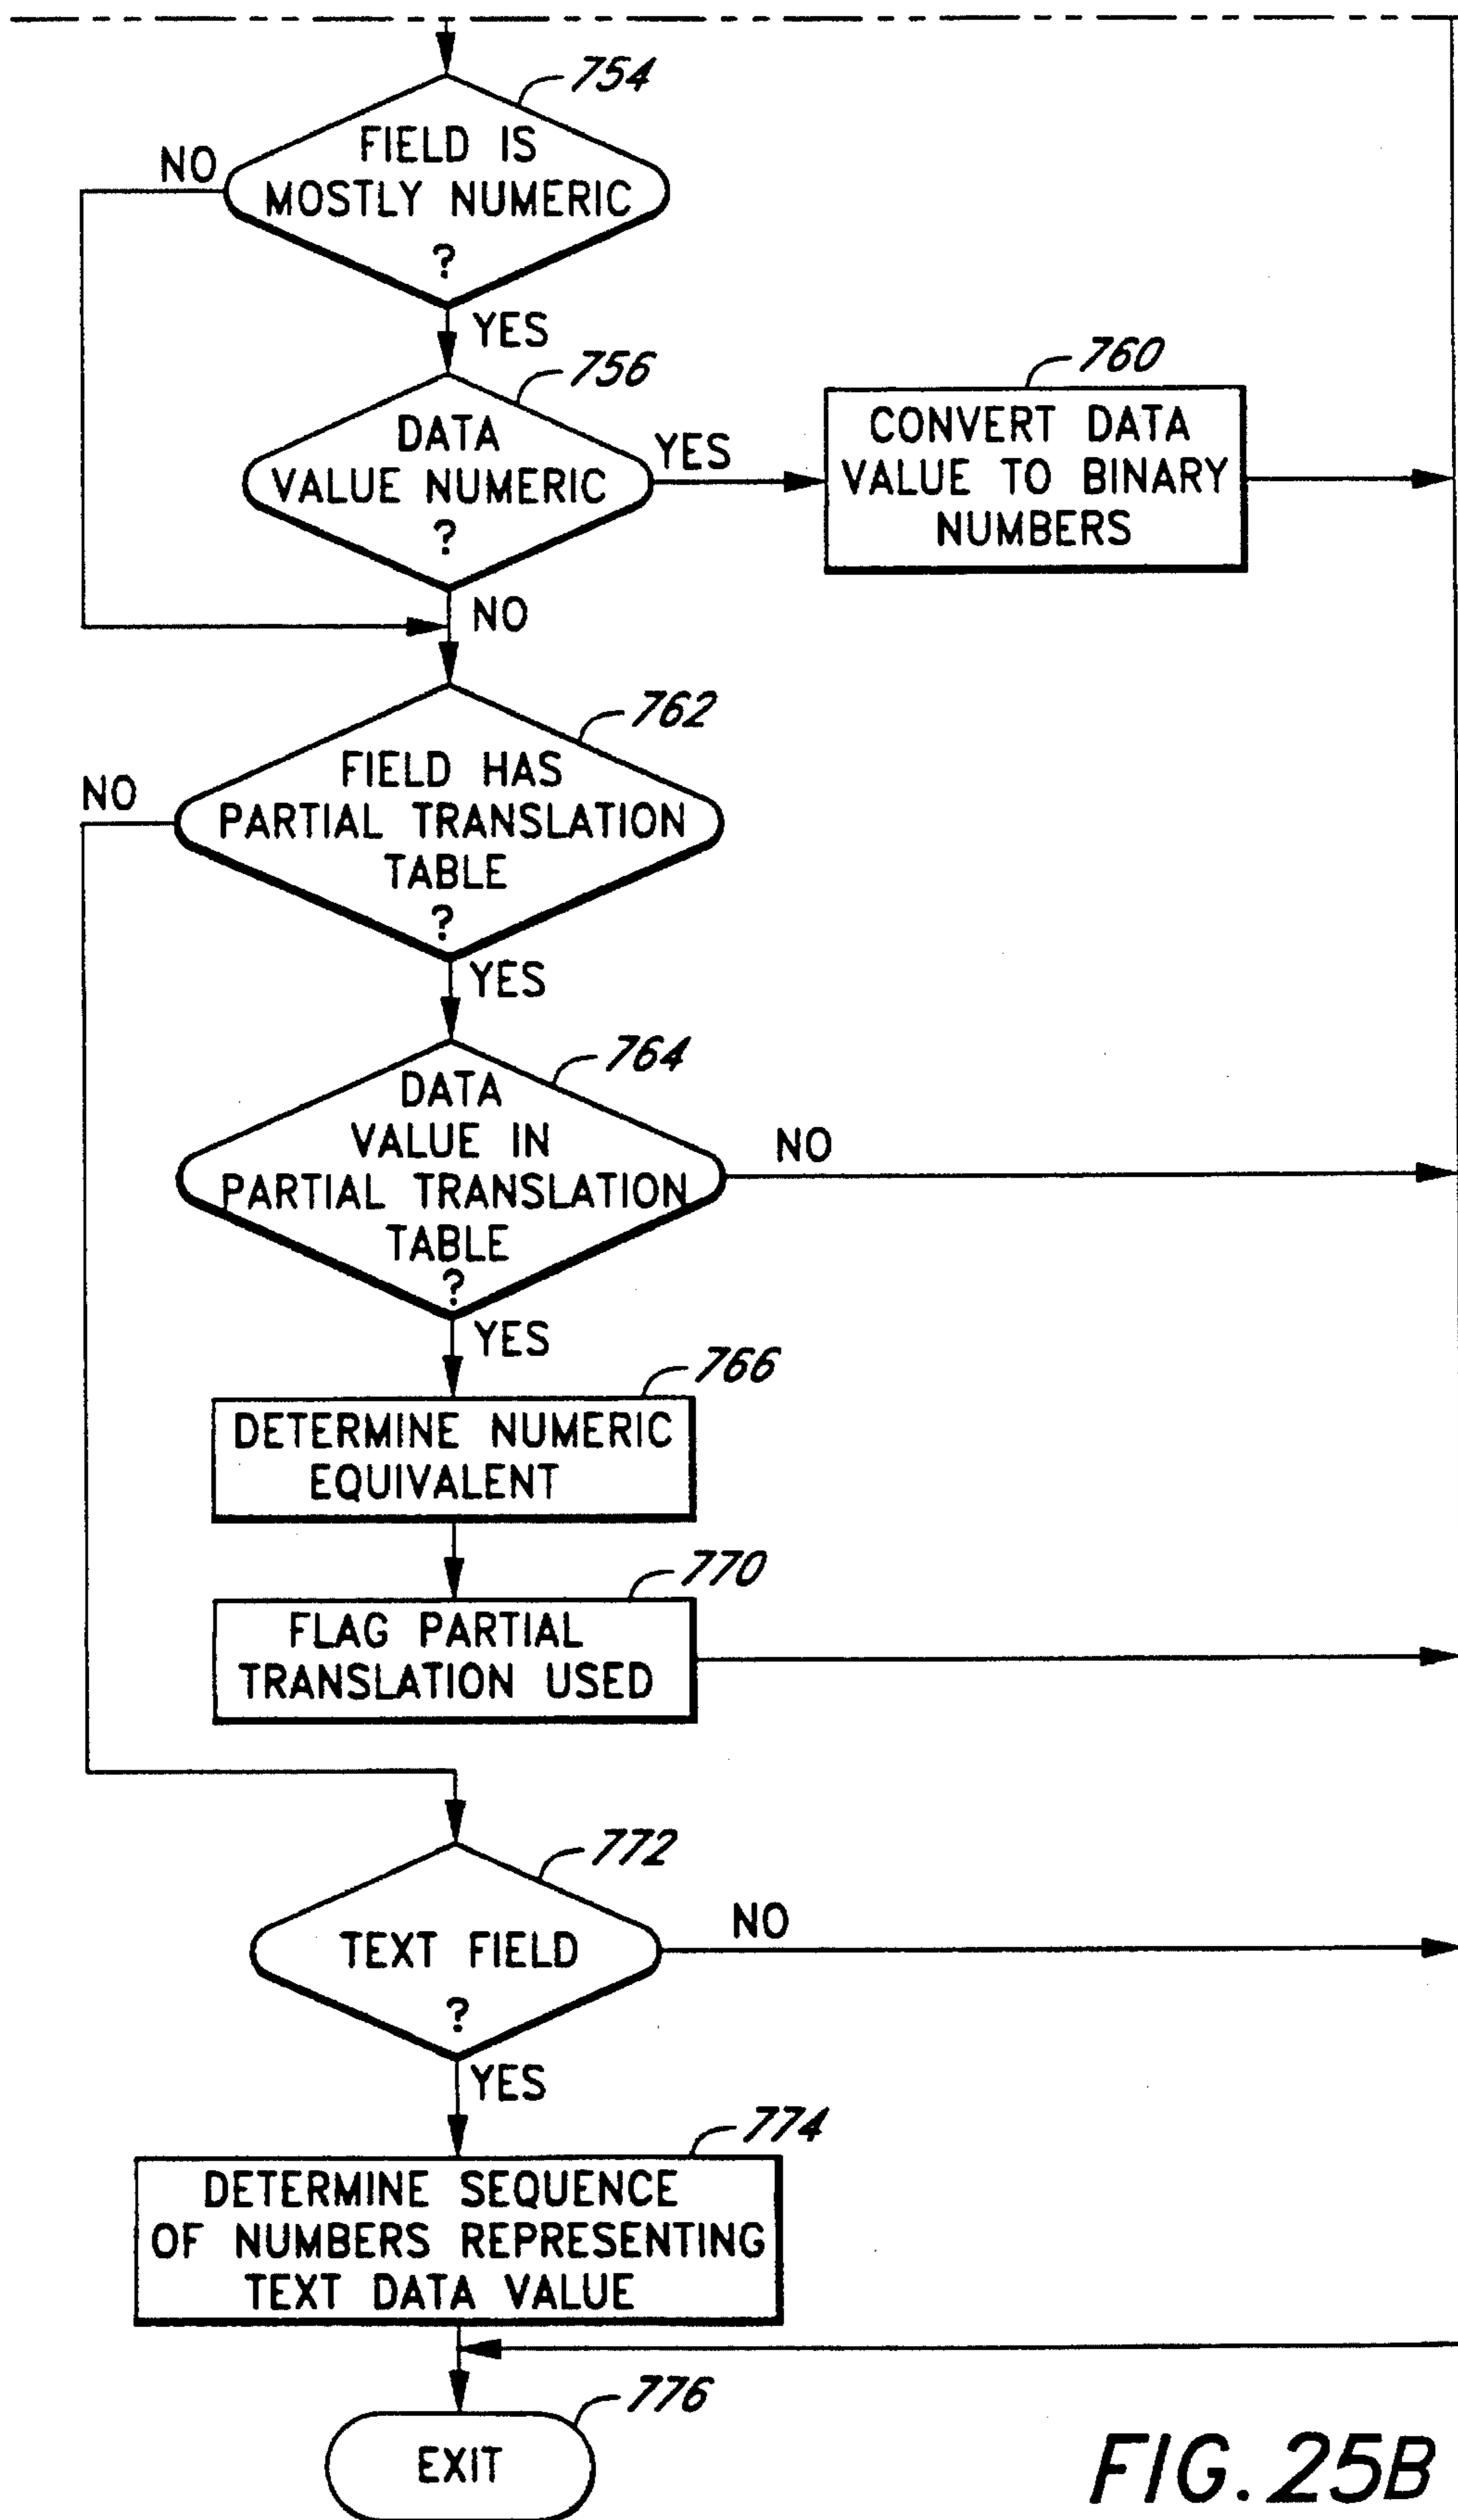 754
FIELD IS
NO
MOSTLY NUMERIC
?
YES
756
760
DATA
VALUE NUMERIC
?
YES
CONVERT DATA
VALUE TO BINARY
NUMBERS
NO
762
FIELD HAS
NO
PARTIAL TRANSLATION
TABLE
?
YES
764
DATA
VALUE IN
NO
PARTIAL TRANSLATION
TABLE
?
YES
766
DETERMINE NUMERIC
EQUIVALENT
770
FLAG PARTIAL
TRANSLATION USED
772
NO
TEXT FIELD
?
YES
774
DETERMINE SEQUENCE
OF NUMBERS REPRESENTING
TEXT DATA VALUE
776
EXIT
FIG. 25B